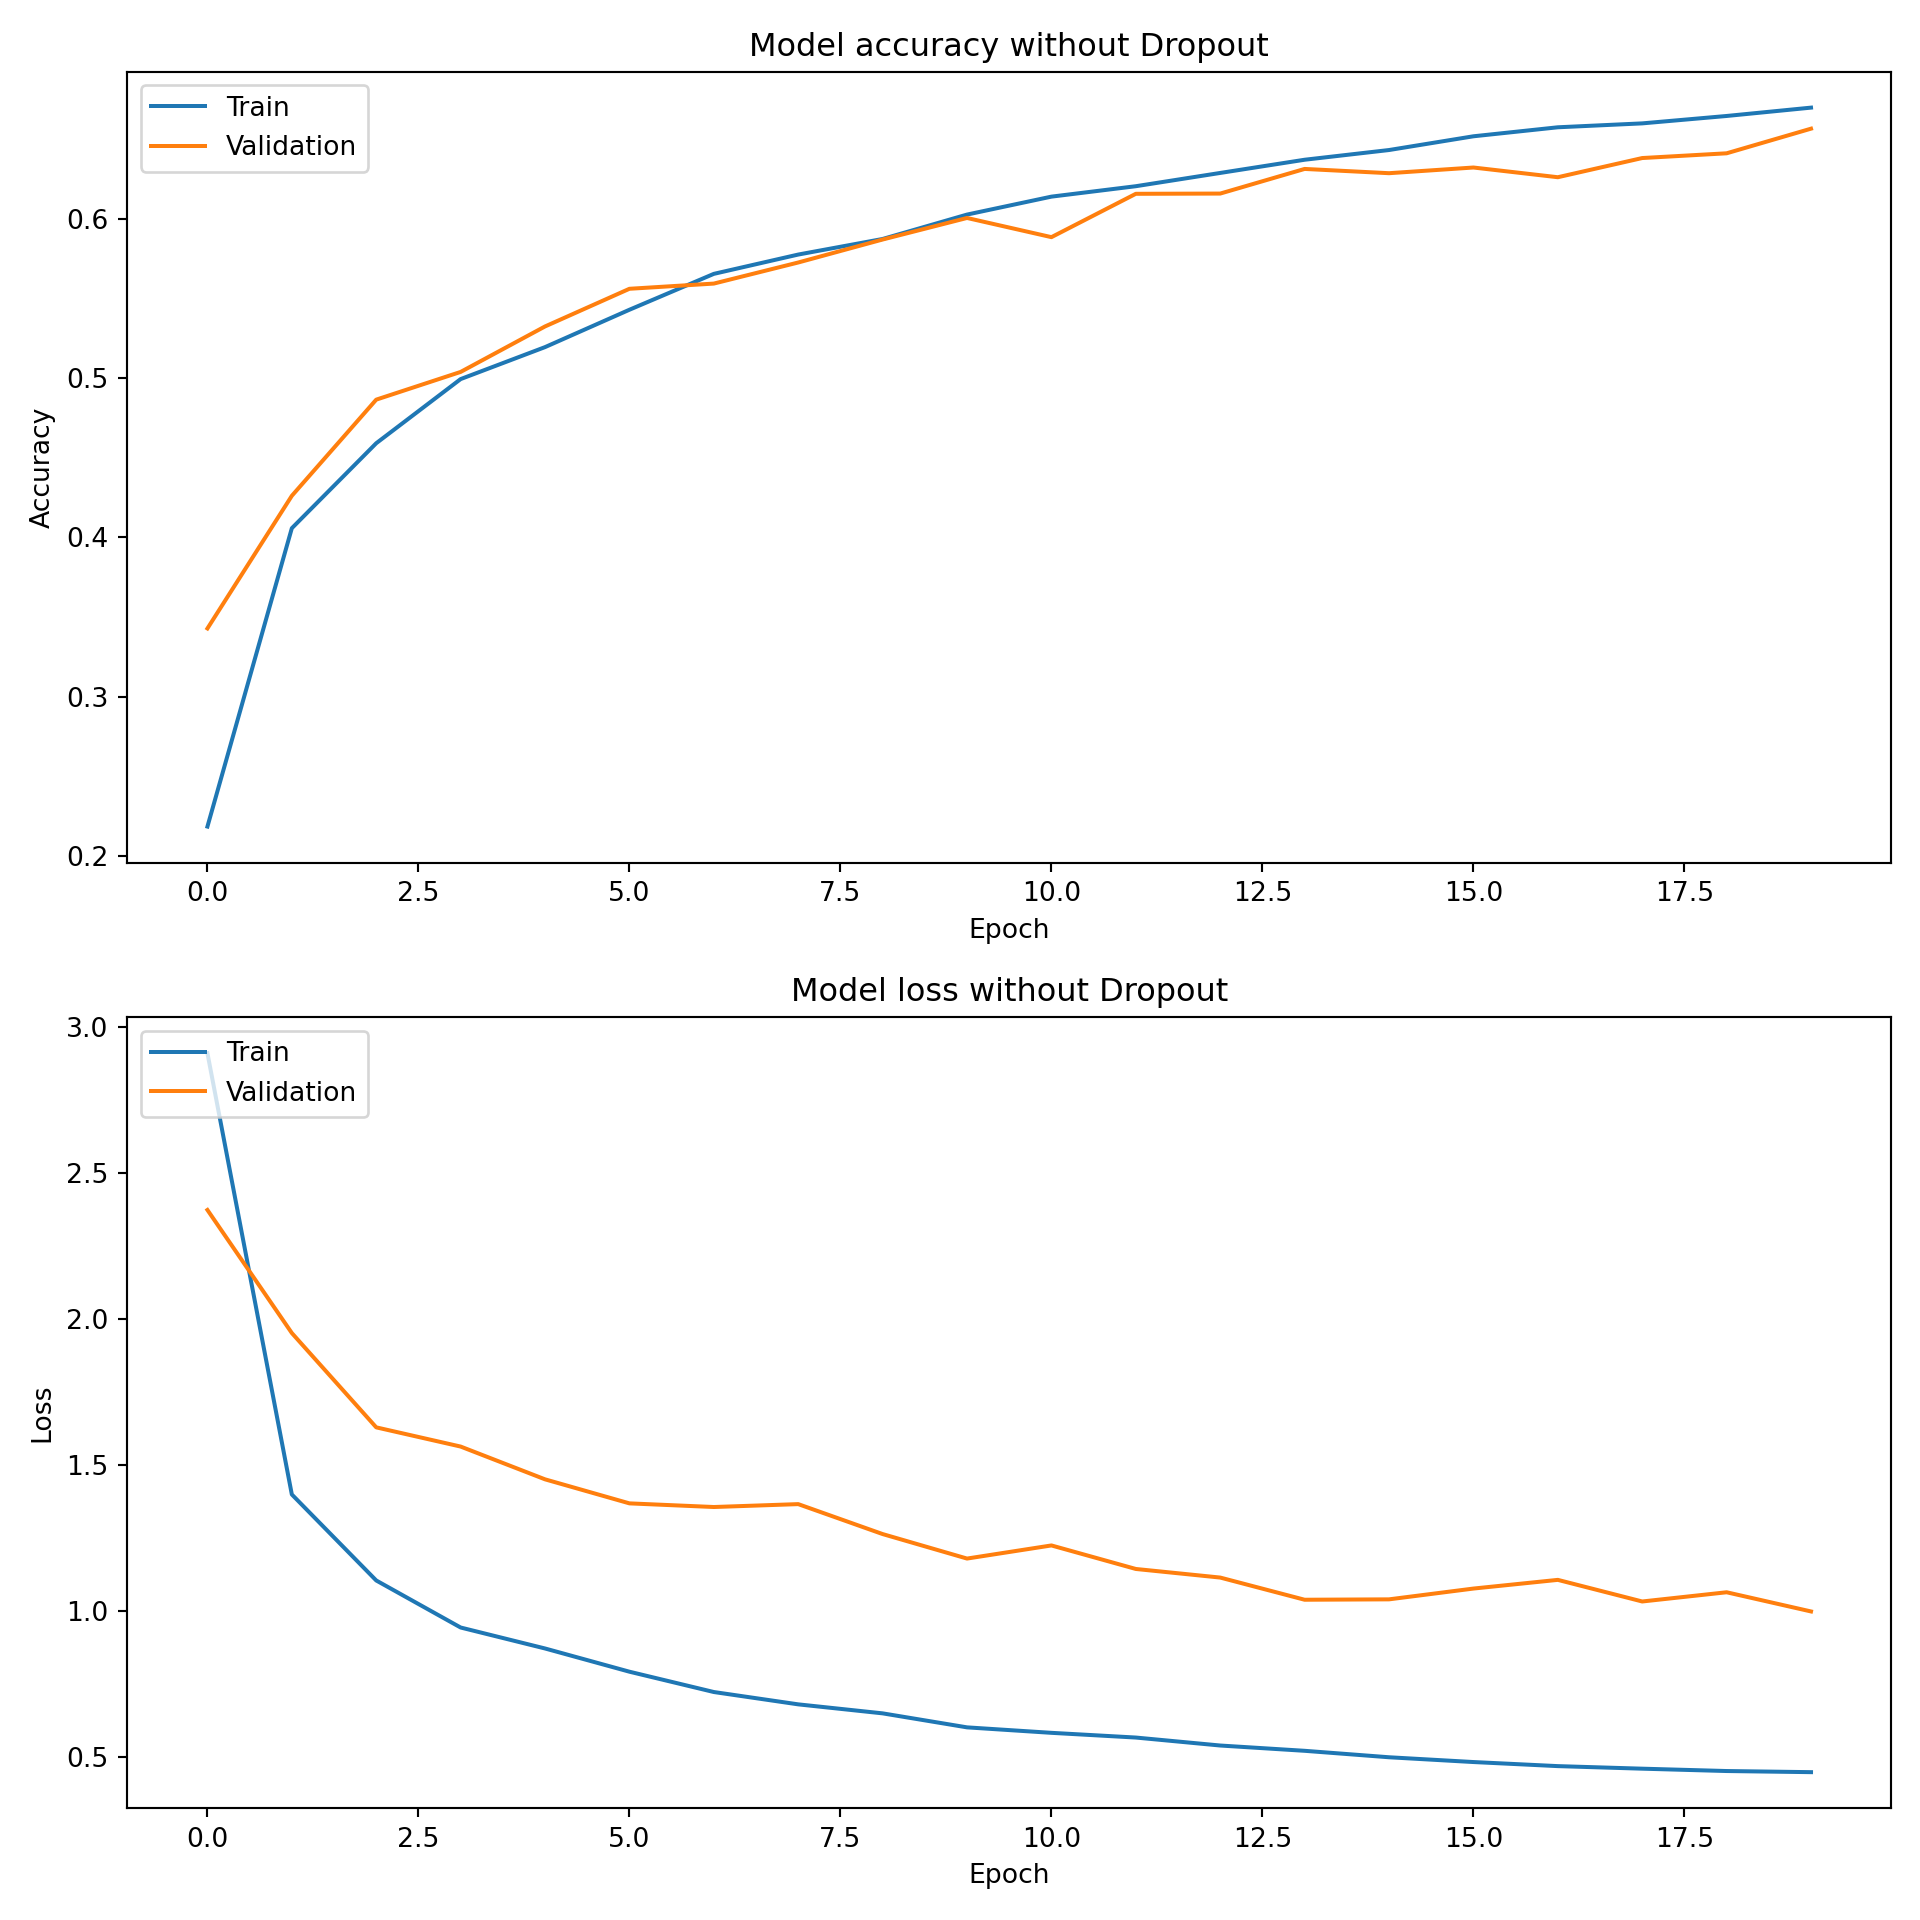 Model accuracy without Dropout
Train
Validation
0.6
0.5
0.4
0.3
0.2
Accuracy
0.0 2.5 5.0 7.5 10.0 12.5 15.0 17.5
Epoch
Model loss without Dropout
Train
Validation
3.0
2.5
2.0
1.5
1.0
0.5
Loss
0.0 2.5 5.0 7.5 10.0 12.5 15.0 17.5
Epoch